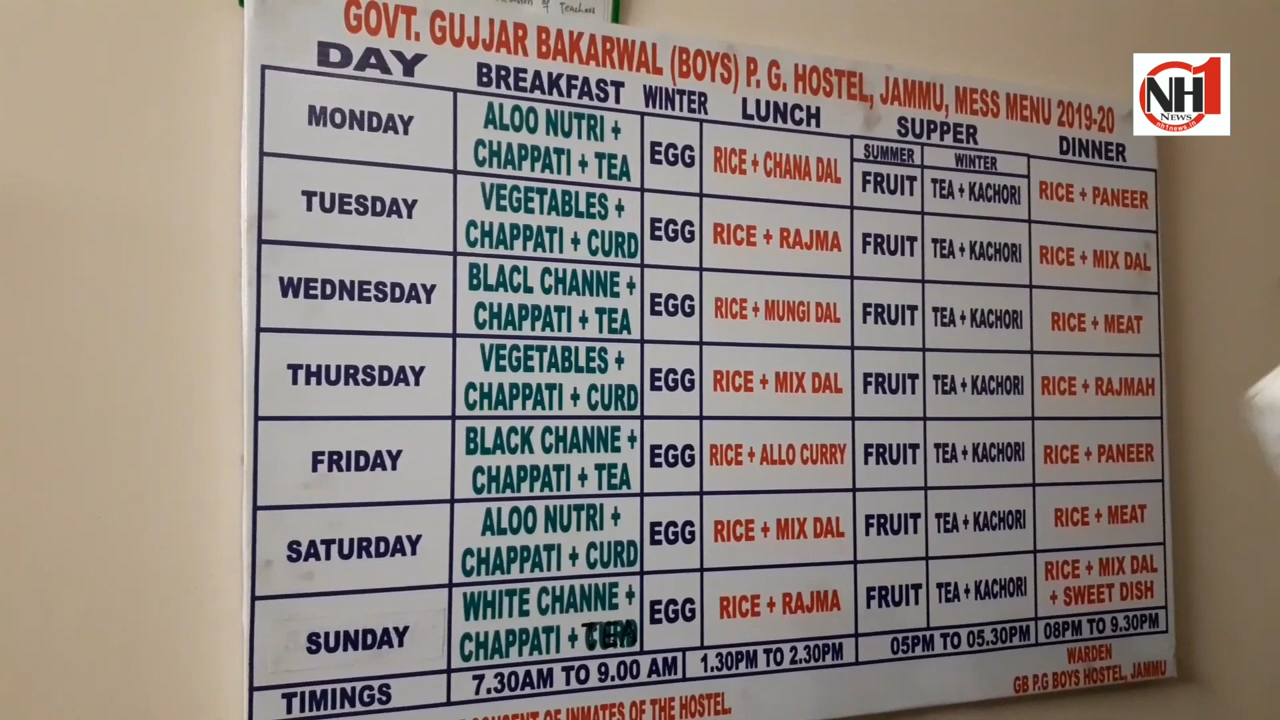 of Teachers
GOVT. GUJJAR BAKARWAL (BOYS) P. G. HOSTEL, JAMMU, MESS MENU 2019-20
DAY BREAKFAST WINTER LUNCH SUPPER DINNER
SUMMER WINTER
MONDAY ALOO NUTRI + CHAPPATI + TEA EGG RICE + CHANA DAL FRUIT TEA + KACHORI RICE + PANEER
TUESDAY VEGETABLES + CHAPPATI + CURD EGG RICE + RAJMA FRUIT TEA + KACHORI RICE + MIX DAL
WEDNESDAY BLACL CHANNE + CHAPPATI + TEA EGG RICE + MUNGI DAL FRUIT TEA + KACHORI RICE + MEAT
THURSDAY VEGETABLES + CHAPPATI + CURD EGG RICE + MIX DAL FRUIT TEA + KACHORI RICE + RAJMAH
FRIDAY BLACK CHANNE + CHAPPATI + TEA EGG RICE + ALLO CURRY FRUIT TEA + KACHORI RICE + PANEER
SATURDAY ALOO NUTRI + CHAPPATI + CURD EGG RICE + MIX DAL FRUIT TEA + KACHORI RICE + MEAT
SUNDAY WHITE CHANNE + CHAPPATI + TEA EGG RICE + RAJMA FRUIT TEA + KACHORI RICE + MIX DAL + SWEET DISH
TIMINGS 7.30AM TO 9.00 AM 1.30PM TO 2.30PM 05PM TO 05.30PM 08PM TO 9.30PM
CONSENT OF INMATES OF THE HOSTEL.
WARDEN
GB P.G BOYS HOSTEL, JAMMU
NH1
NEWS
nh1news.in